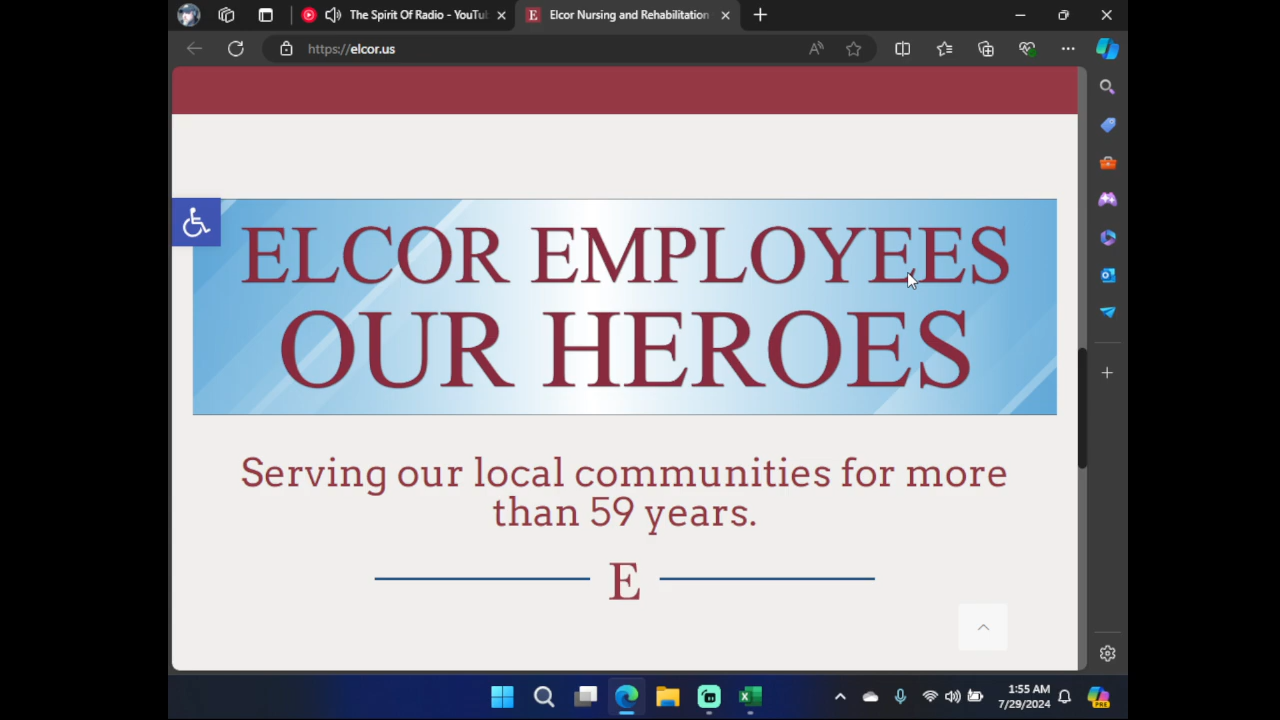 The Spirit Of Radio - YouTu
E Elcor Nursing and Rehabilitation
https://elcor.us
ELCOR EMPLOYEES
OUR HEROES
Serving our local communities for more
than 59 years.
E
1:55 AM
7/29/2024
PRE